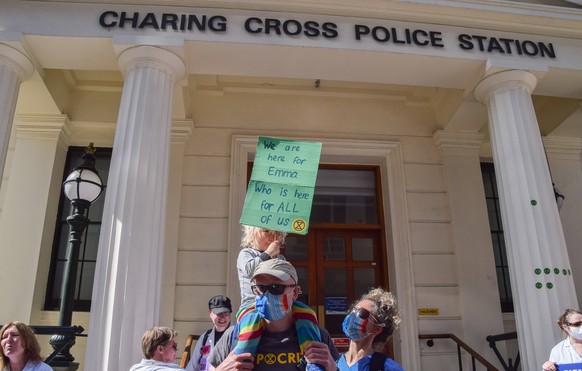 CHARING CROSS POLICE STATION
We are
here for
Emma
Who is here
for ALL
of us